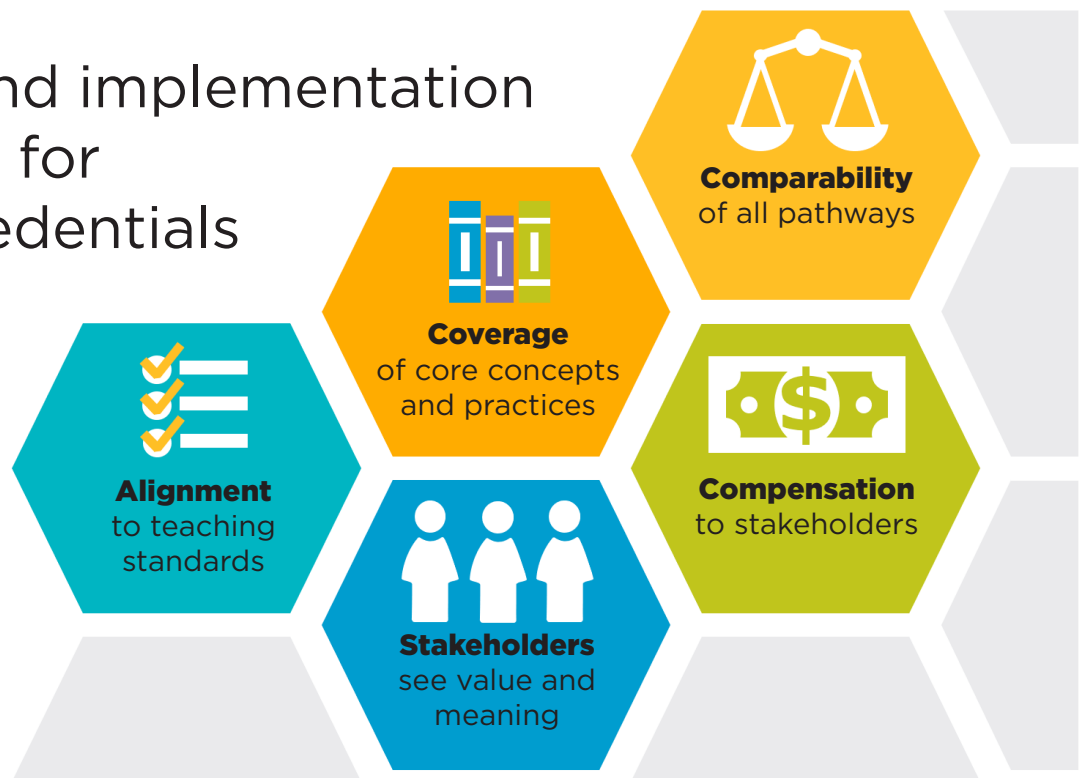 nd implementation
for
edentials
Comparability
of all pathways
Coverage
of core concepts
and practices
Alignment
to teaching
standards
Compensation
to stakeholders
$
Stakeholders
see value and
meaning